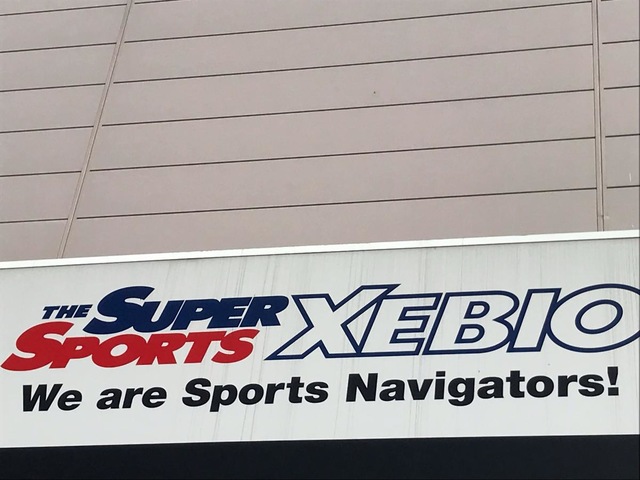 THE SUPER
SPORTS XEBIO
We are Sports Navigators!